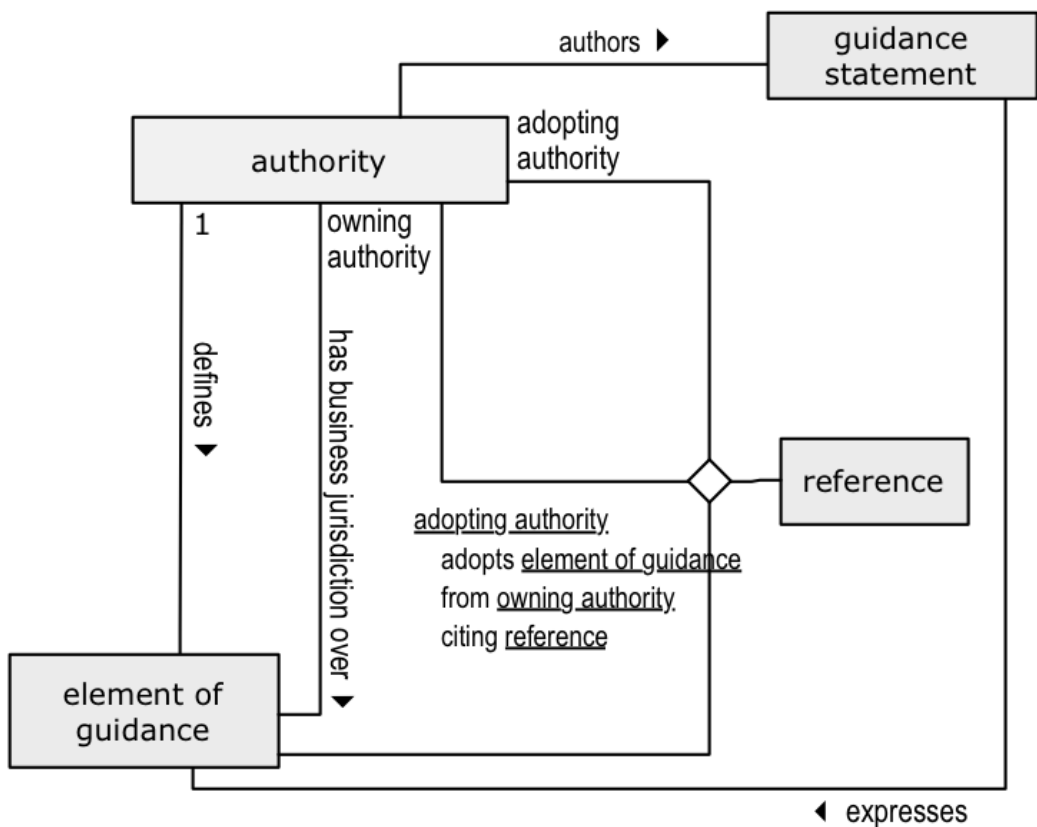 authors
guidance
statement
adopting
authority
authority
1
owning
authority
defines
has business jurisdiction over
reference
adopting authority
adopts element of guidance
from owning authority
citing reference
element of
guidance
expresses